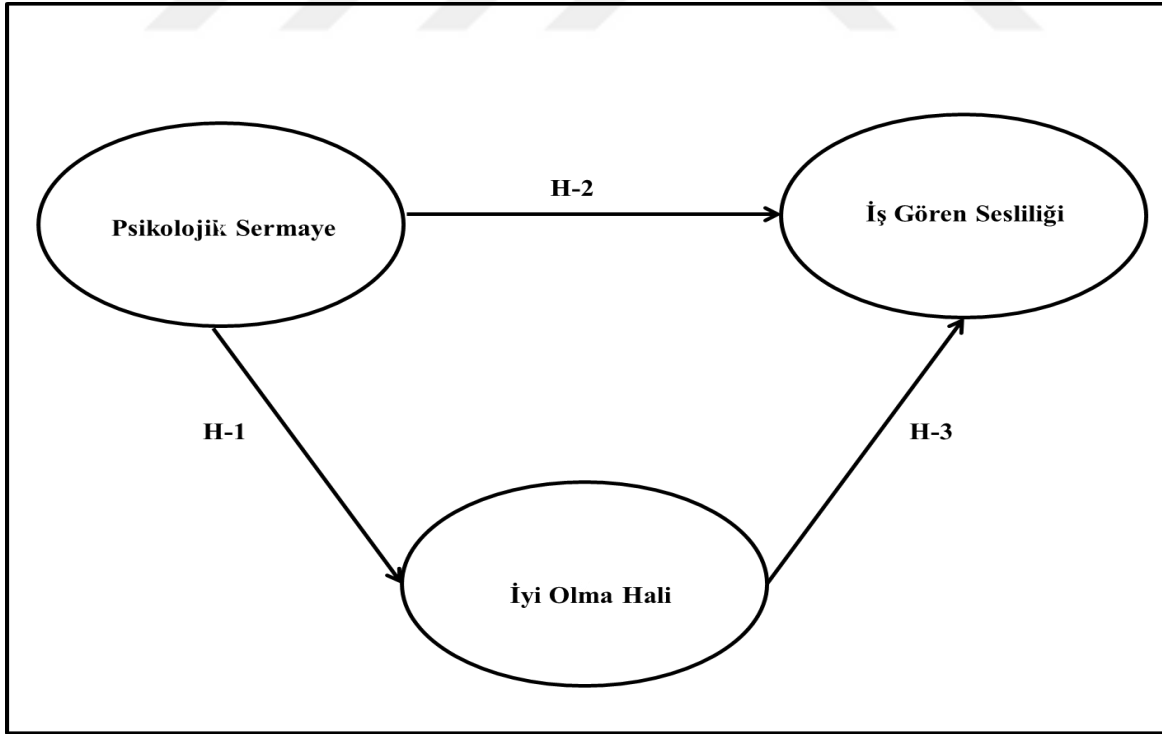 H-2
Psikolojik Sermaye
İş Gören Sesliliği
H-1
H-3
İyi Olma Hali